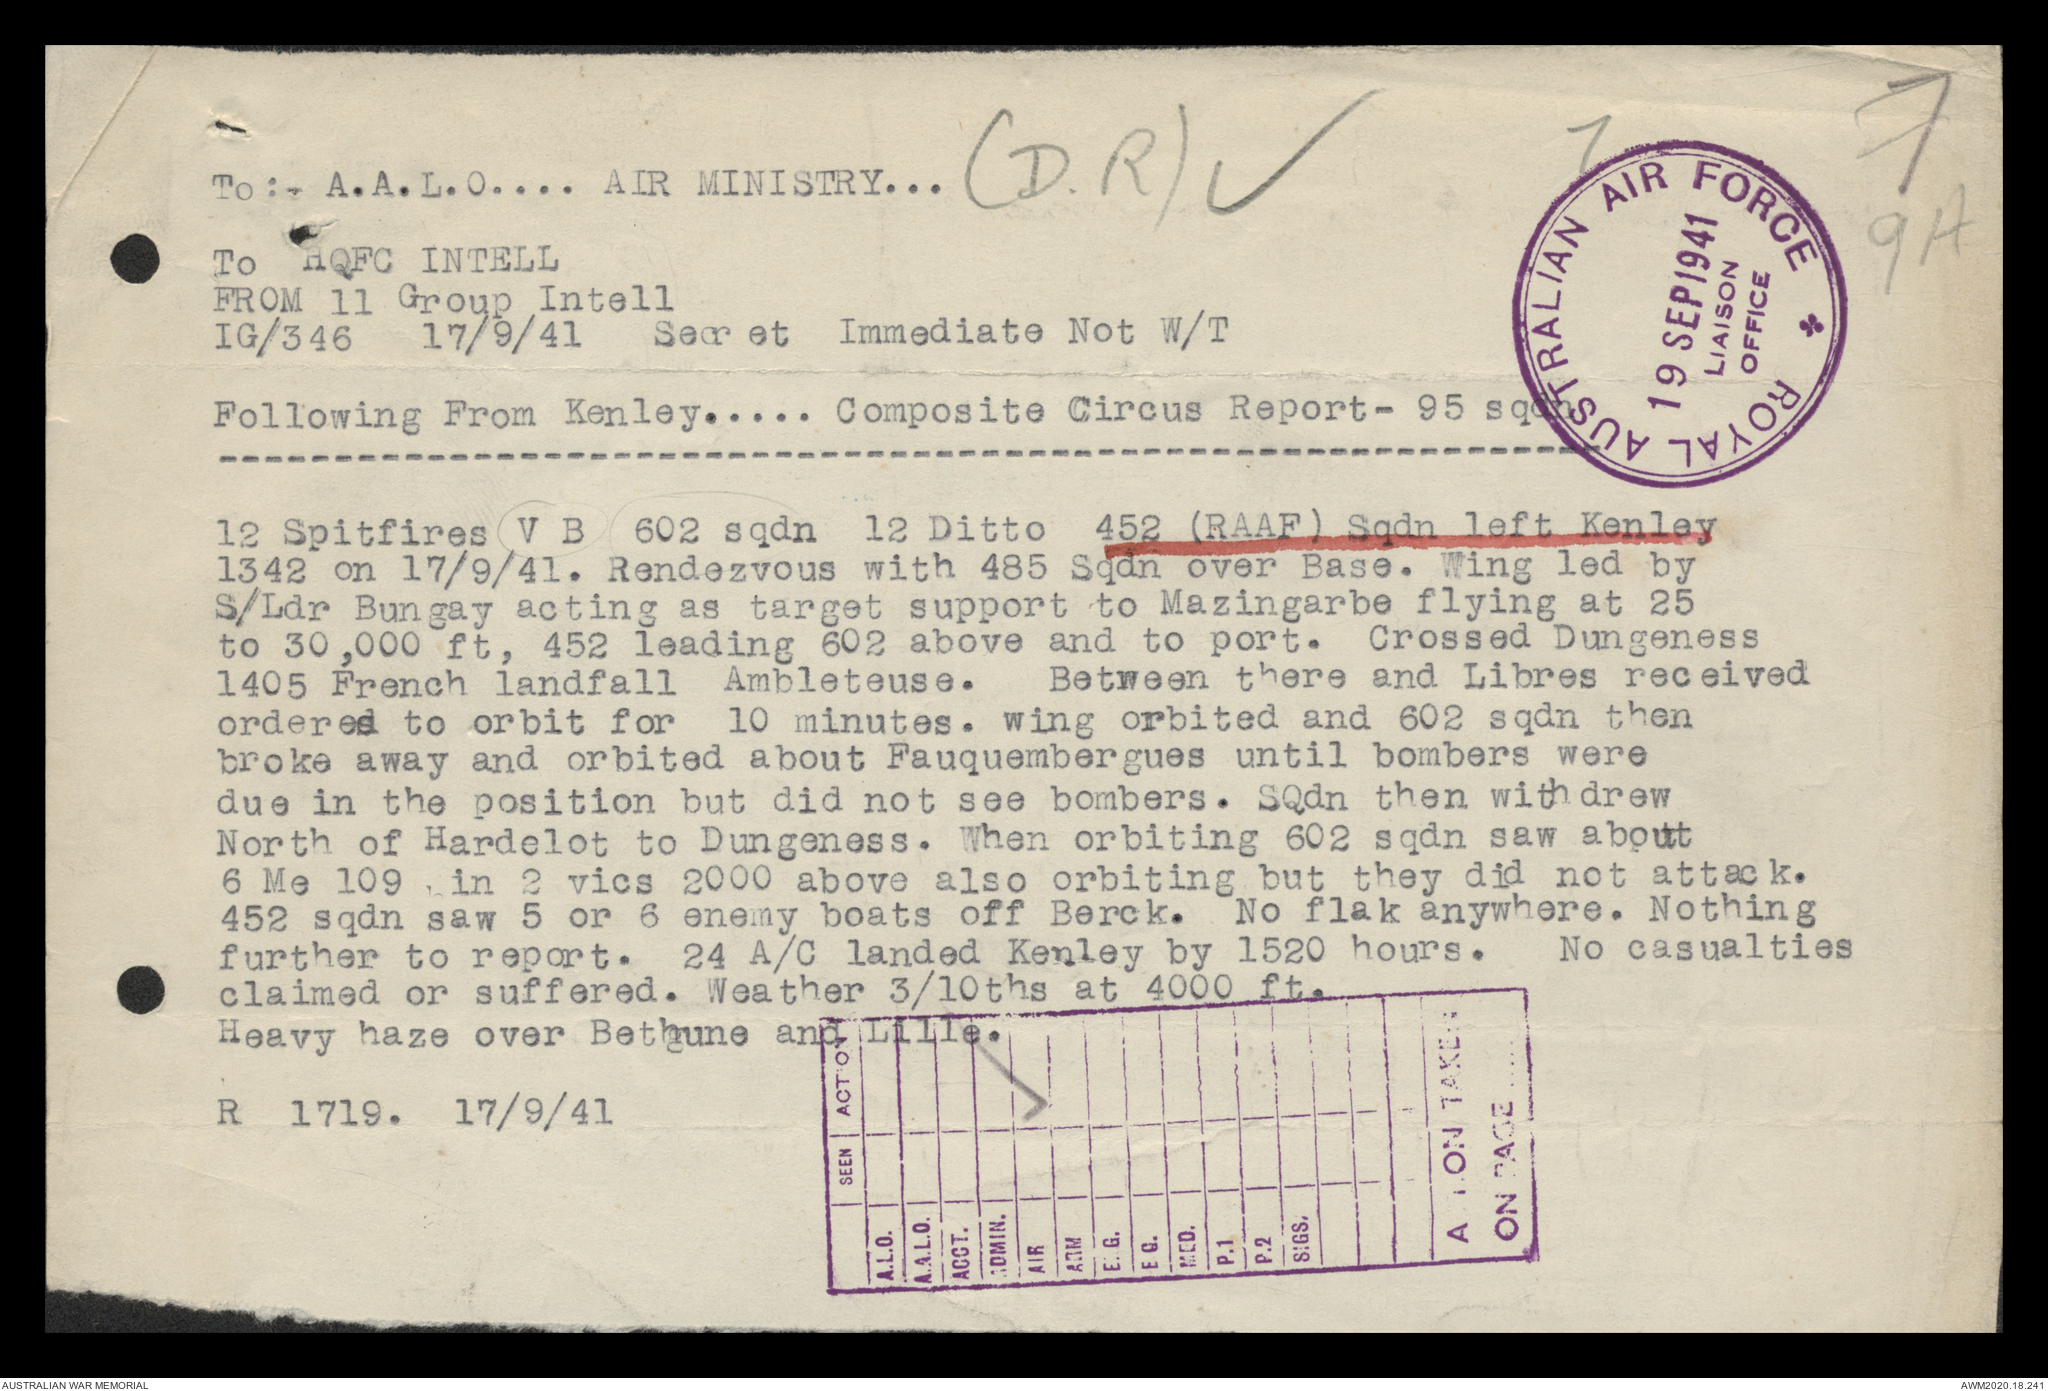 To:- A.A.L.O.... AIR MINISTRY... (D.R)
7
9A
To HQFC INTELL
FROM 11 Group Intell
IG/346 17/9/41 Secret Immediate Not W/T
Following From Kenley..... Composite Circus Report- 95 sqdn
ROYAL AUSTRALIAN AIR FORCE
19 SEP 1941
LIAISON
OFFICE
12 Spitfires V B 602 sqdn 12 Ditto 452 (RAAF) Sqdn left Kenley
1342 on 17/9/41. Rendezvous with 485 Sqdn over Base. Wing led by
S/Ldr Bungay acting as target support to Mazingarbe flying at 25
to 30,000 ft, 452 leading 602 above and to port. Crossed Dungeness
1405 French landfall Ambleteuse. Between there and Libres received
ordered to orbit for 10 minutes. wing orbited and 602 sqdn then
broke away and orbited about Fauquembergues until bombers were
due in the position but did not see bombers. SQdn then withdrew
North of Hardelot to Dungeness. When orbiting 602 sqdn saw about
6 Me 109 in 2 vics 2000 above also orbiting but they did not attack.
452 sqdn saw 5 or 6 enemy boats off Berck. No flak anywhere. Nothing
further to report. 24 A/C landed Kenley by 1520 hours. No casualties
claimed or suffered. Weather 3/10ths at 4000 ft.
Heavy haze over Bethune and Lille.
R 1719. 17/9/41
SEEN ACTION
A.L.O.
A.A.L.O.
ACCT.
ADMIN.
AIR
ARM
E.G.
MED.
P.1
P.2
SIGS.
ACTION TAKEN
ON PAGE
AUSTRALIAN WAR MEMORIAL
AWM2020.18.241